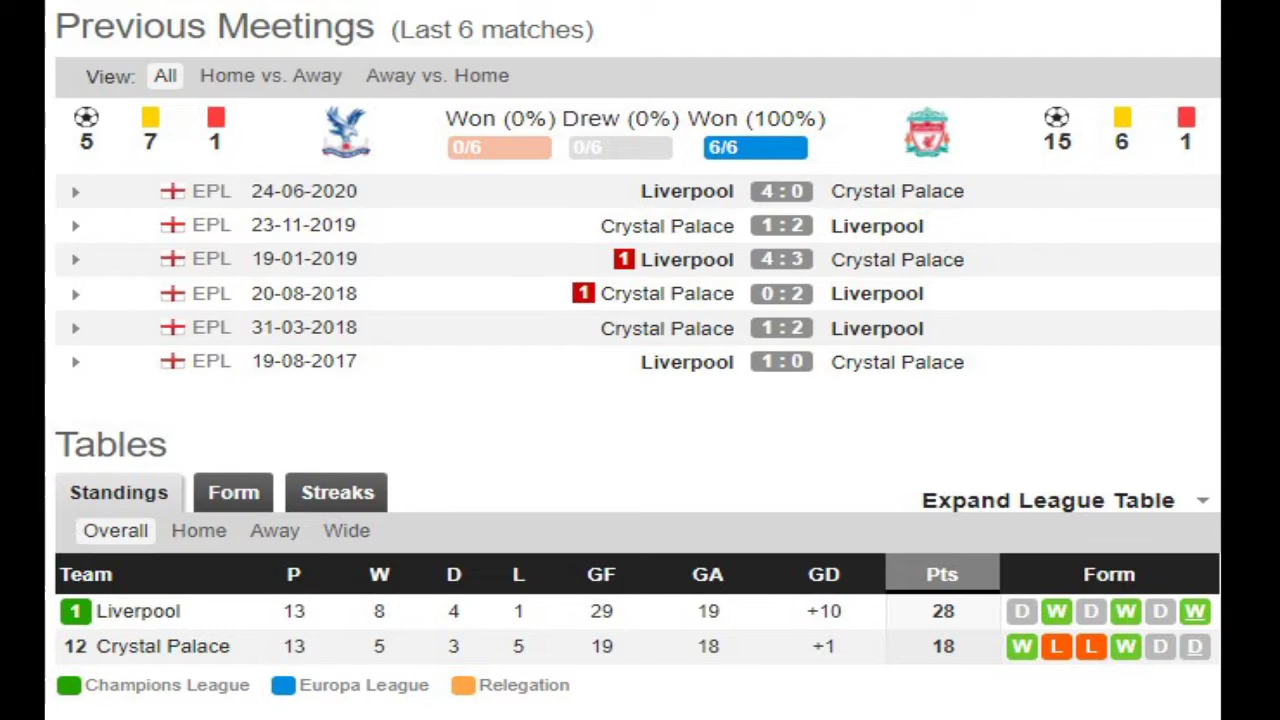 Previous Meetings (Last 6 matches)
View: All Home vs. Away Away vs. Home
Won (0%) Drew (0%) Won (100%)
5 7 1 0/6 0/6 6/6 15 6 1
EPL 24-06-2020 Liverpool 4 : 0 Crystal Palace
EPL 23-11-2019 Crystal Palace 1 : 2 Liverpool
EPL 19-01-2019 1 Liverpool 4 : 3 Crystal Palace
EPL 20-08-2018 1 Crystal Palace 0 : 2 Liverpool
EPL 31-03-2018 Crystal Palace 1 : 2 Liverpool
EPL 19-08-2017 Liverpool 1 : 0 Crystal Palace
Tables
Standings Form Streaks Expand League Table
Overall Home Away Wide
Team P W D L GF GA GD Pts Form
1 Liverpool 13 8 4 1 29 19 +10 28 D W D W D W
12 Crystal Palace 13 5 3 5 19 18 +1 18 W L L W D D
Champions League Europa League Relegation